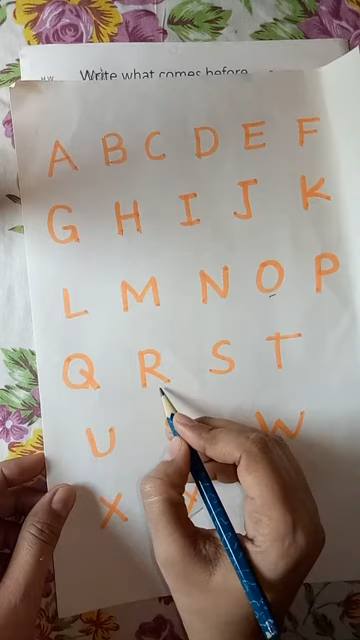 H.W
Write what comes before
A B C D E F
G H I J K
L M N O P
Q R S T
U W
X Y